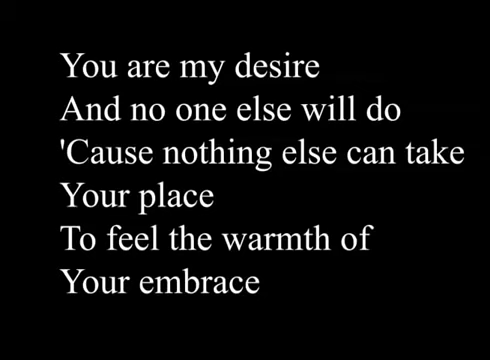 You are my desire
And no one else will do
'Cause nothing else can take
Your place
To feel the warmth of
Your embrace